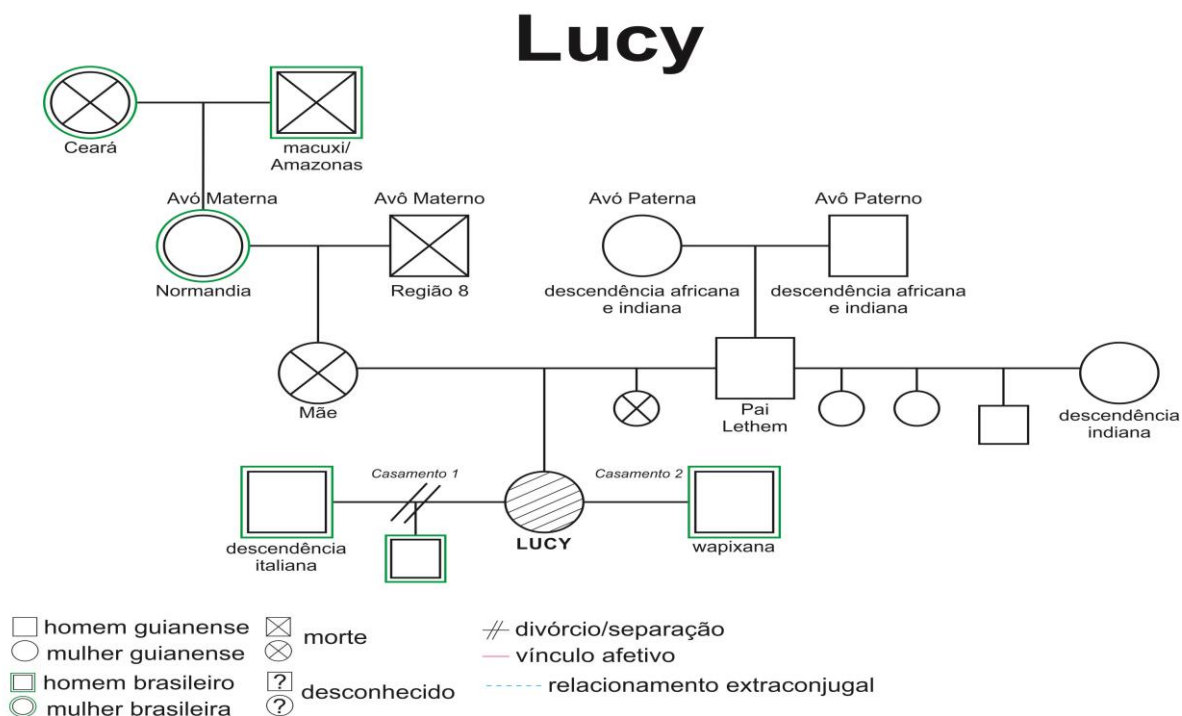 Lucy
Ceará
macuxi/
Amazonas
Avó Materna
Avô Materno
Avó Paterna
Avô Paterno
Normandia
Região 8
descendência africana
e indiana
descendência africana
e indiana
Mãe
Pai
Lethem
descendência
indiana
Casamento 1
Casamento 2
descendência
italiana
LUCY
wapixana
homem guianense
mulher guianense
homem brasileiro
mulher brasileira
morte
?
?
desconhecido
divórcio/separação
vínculo afetivo
relacionamento extraconjugal